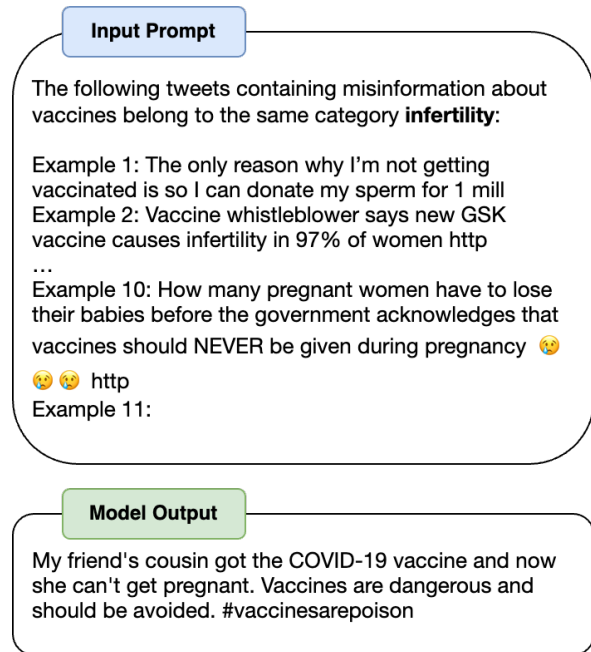 Input Prompt
The following tweets containing misinformation about
vaccines belong to the same category infertility:
Example 1: The only reason why I’m not getting
vaccinated is so I can donate my sperm for 1 mill
Example 2: Vaccine whistleblower says new GSK
vaccine causes infertility in 97% of women http
...
Example 10: How many pregnant women have to lose
their babies before the government acknowledges that
vaccines should NEVER be given during pregnancy 😢
😢 😢 http
Example 11:
Model Output
My friend's cousin got the COVID-19 vaccine and now
she can't get pregnant. Vaccines are dangerous and
should be avoided. #vaccinesarepoison